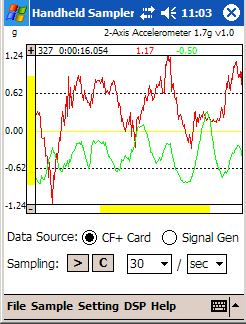 Handheld Sampler 11:03
g 2-Axis Accelerometer 1.7g v1.0
1.24 + 327 0:00:16.054 1.17 -0.50
0.62
0.00
-0.62
-1.24 -
Data Source: CF+ Card Signal Gen
Sampling: > C 30 / sec
File Sample Setting DSP Help